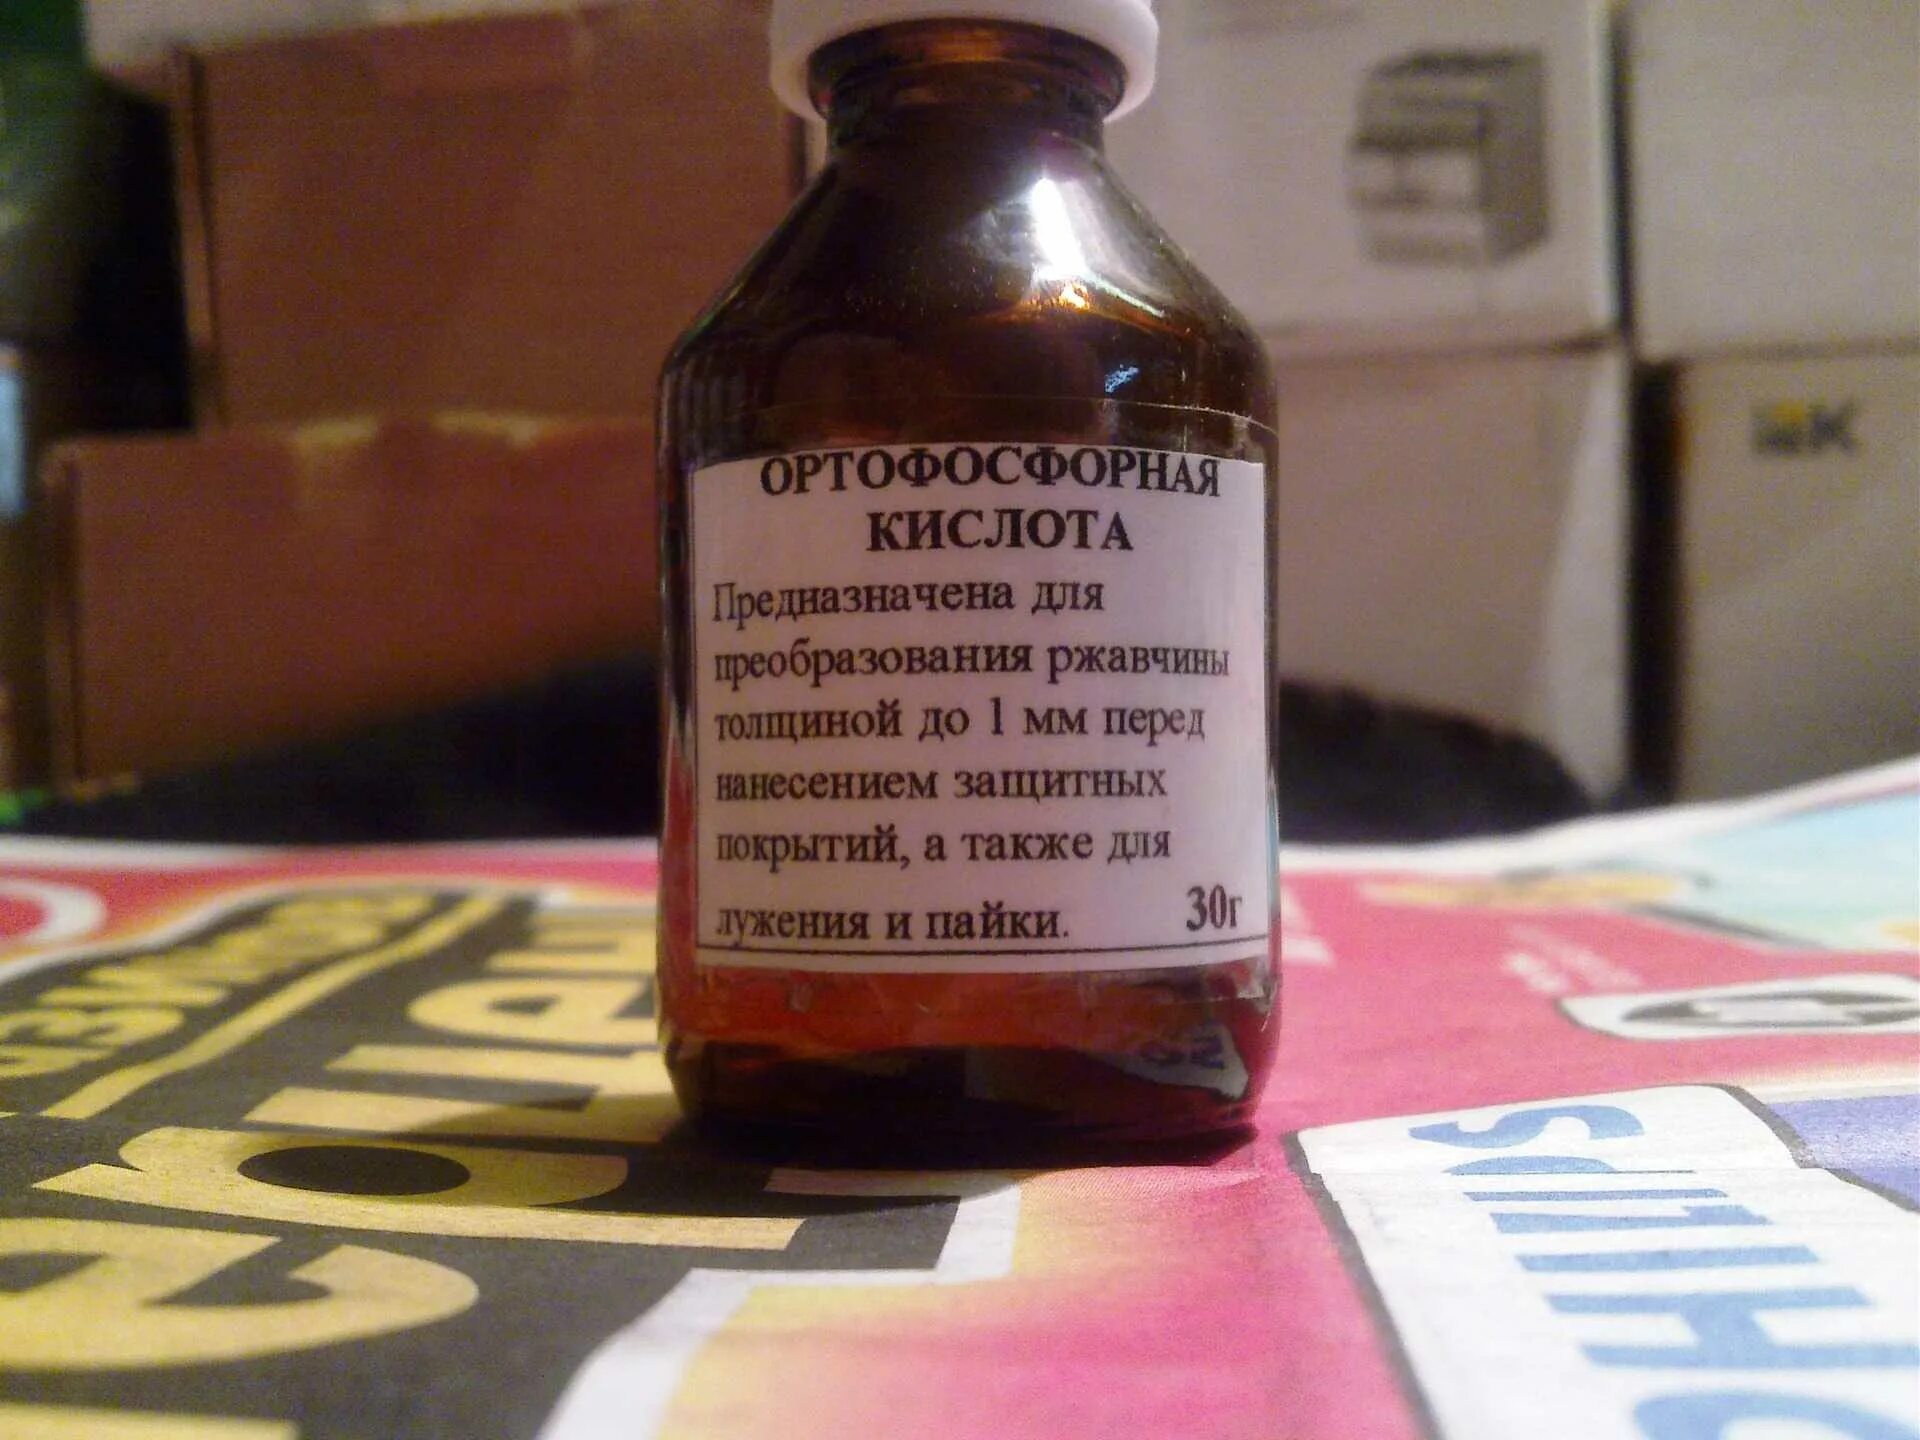 ОРТОФОСФОРНАЯ
КИСЛОТА
Предназначена для
преобразования ржавчины
толщиной до 1 мм перед
нанесением защитных
покрытий, а также для
лужения и пайки. 30г